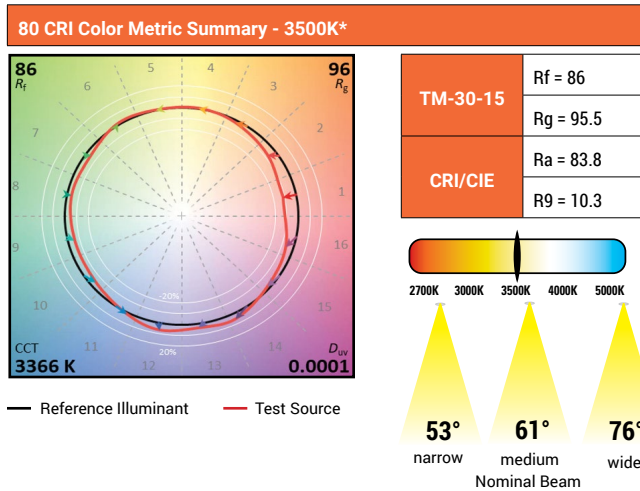 80 CRI Color Metric Summary - 3500K*
86
Rf
96
Rg
5
4
6
3
7
2
8
1
9
16
10
15
11
12
13
14
-20%
20%
CCT
3366 K
Duv
0.0001
Reference Illuminant
Test Source
TM-30-15
Rf = 86
Rg = 95.5
CRI/CIE
Ra = 83.8
R9 = 10.3
2700K 3000K 3500K 4000K 5000K
53° 61° 76°
narrow medium wide
Nominal Beam